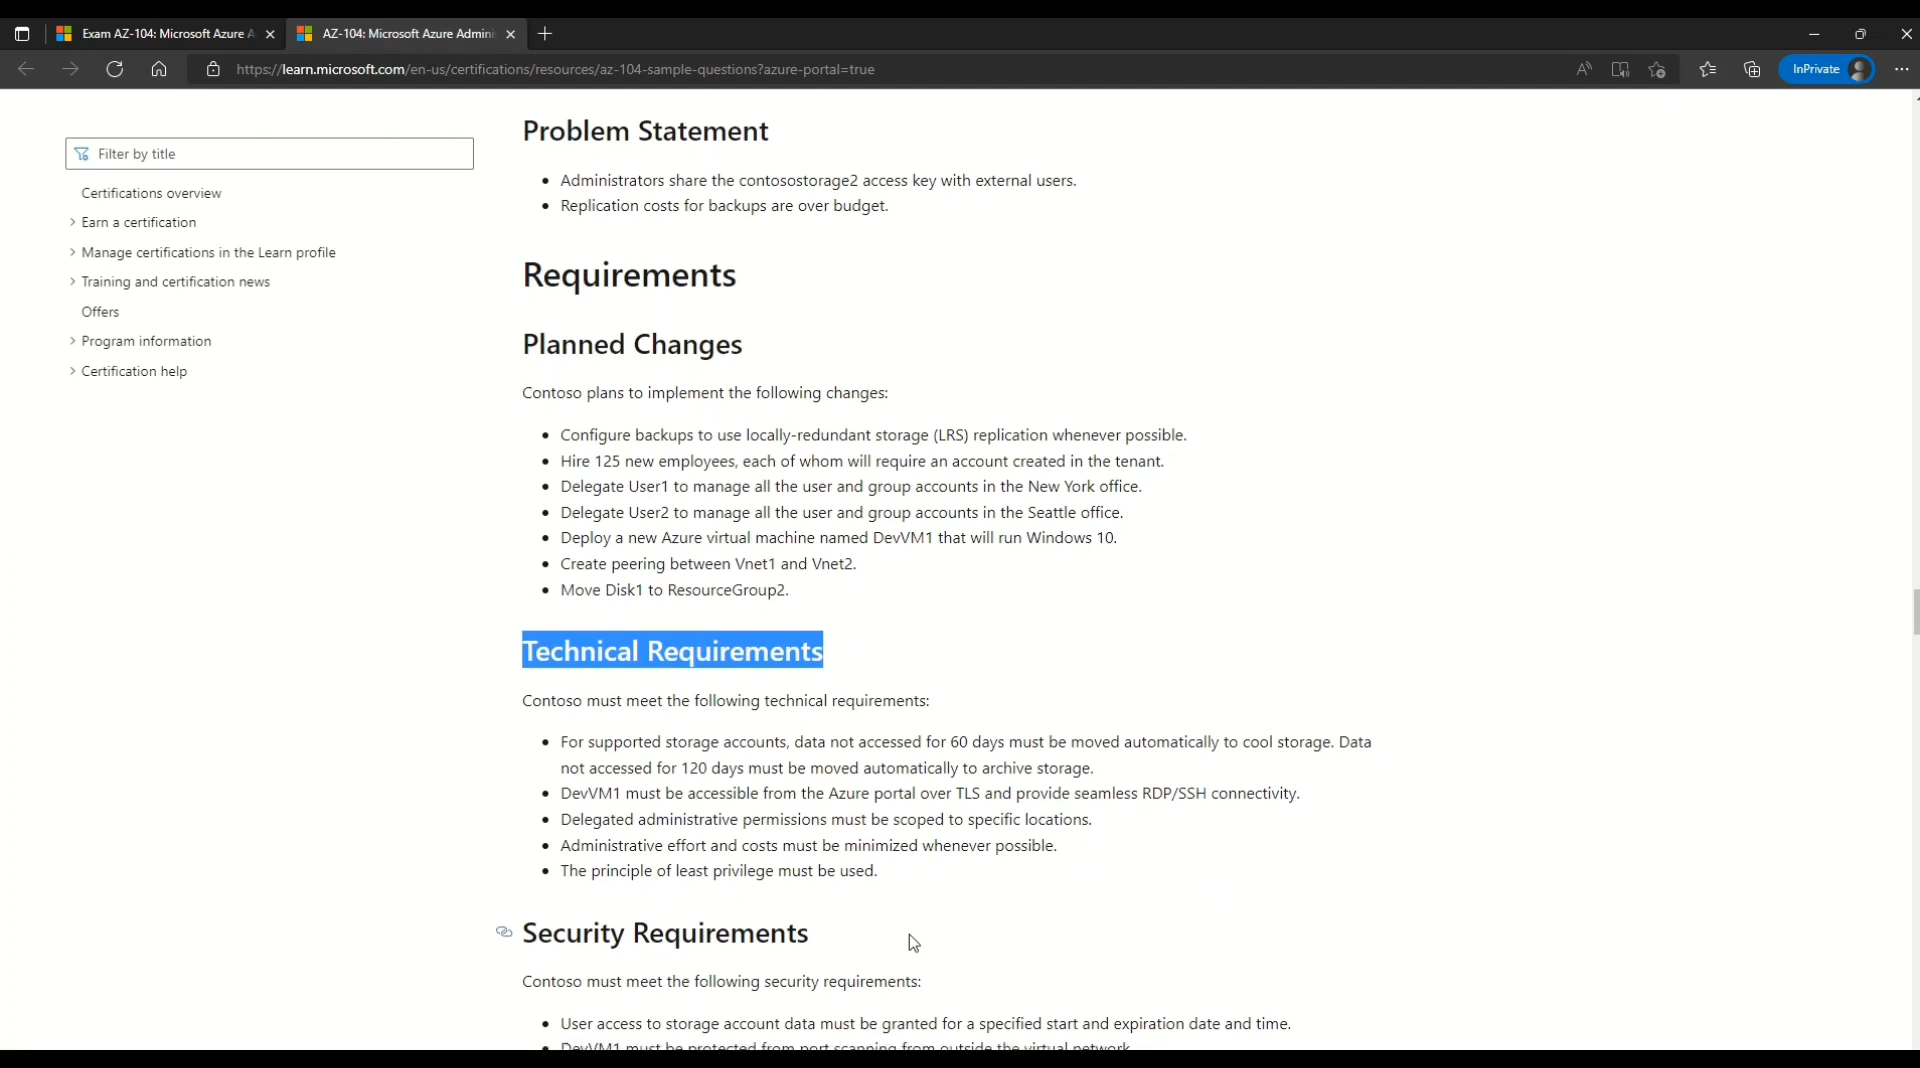 Exam AZ-104: Microsoft Azure A
AZ-104: Microsoft Azure Admini
https://learn.microsoft.com/en-us/certifications/resources/az-104-sample-questions?azure-portal=true
InPrivate
Filter by title
Certifications overview
Earn a certification
Manage certifications in the Learn profile
Training and certification news
Offers
Program information
Certification help
Problem Statement
• Administrators share the contosostorage2 access key with external users.
• Replication costs for backups are over budget.
Requirements
Planned Changes
Contoso plans to implement the following changes:
• Configure backups to use locally-redundant storage (LRS) replication whenever possible.
• Hire 125 new employees, each of whom will require an account created in the tenant.
• Delegate User1 to manage all the user and group accounts in the New York office.
• Delegate User2 to manage all the user and group accounts in the Seattle office.
• Deploy a new Azure virtual machine named DevVM1 that will run Windows 10.
• Create peering between Vnet1 and Vnet2.
• Move Disk1 to ResourceGroup2.
Technical Requirements
Contoso must meet the following technical requirements:
• For supported storage accounts, data not accessed for 60 days must be moved automatically to cool storage. Data
not accessed for 120 days must be moved automatically to archive storage.
• DevVM1 must be accessible from the Azure portal over TLS and provide seamless RDP/SSH connectivity.
• Delegated administrative permissions must be scoped to specific locations.
• Administrative effort and costs must be minimized whenever possible.
• The principle of least privilege must be used.
Security Requirements
Contoso must meet the following security requirements:
• User access to storage account data must be granted for a specified start and expiration date and time.
• DevVM1 must be protected from port scanning from outside the virtual network.